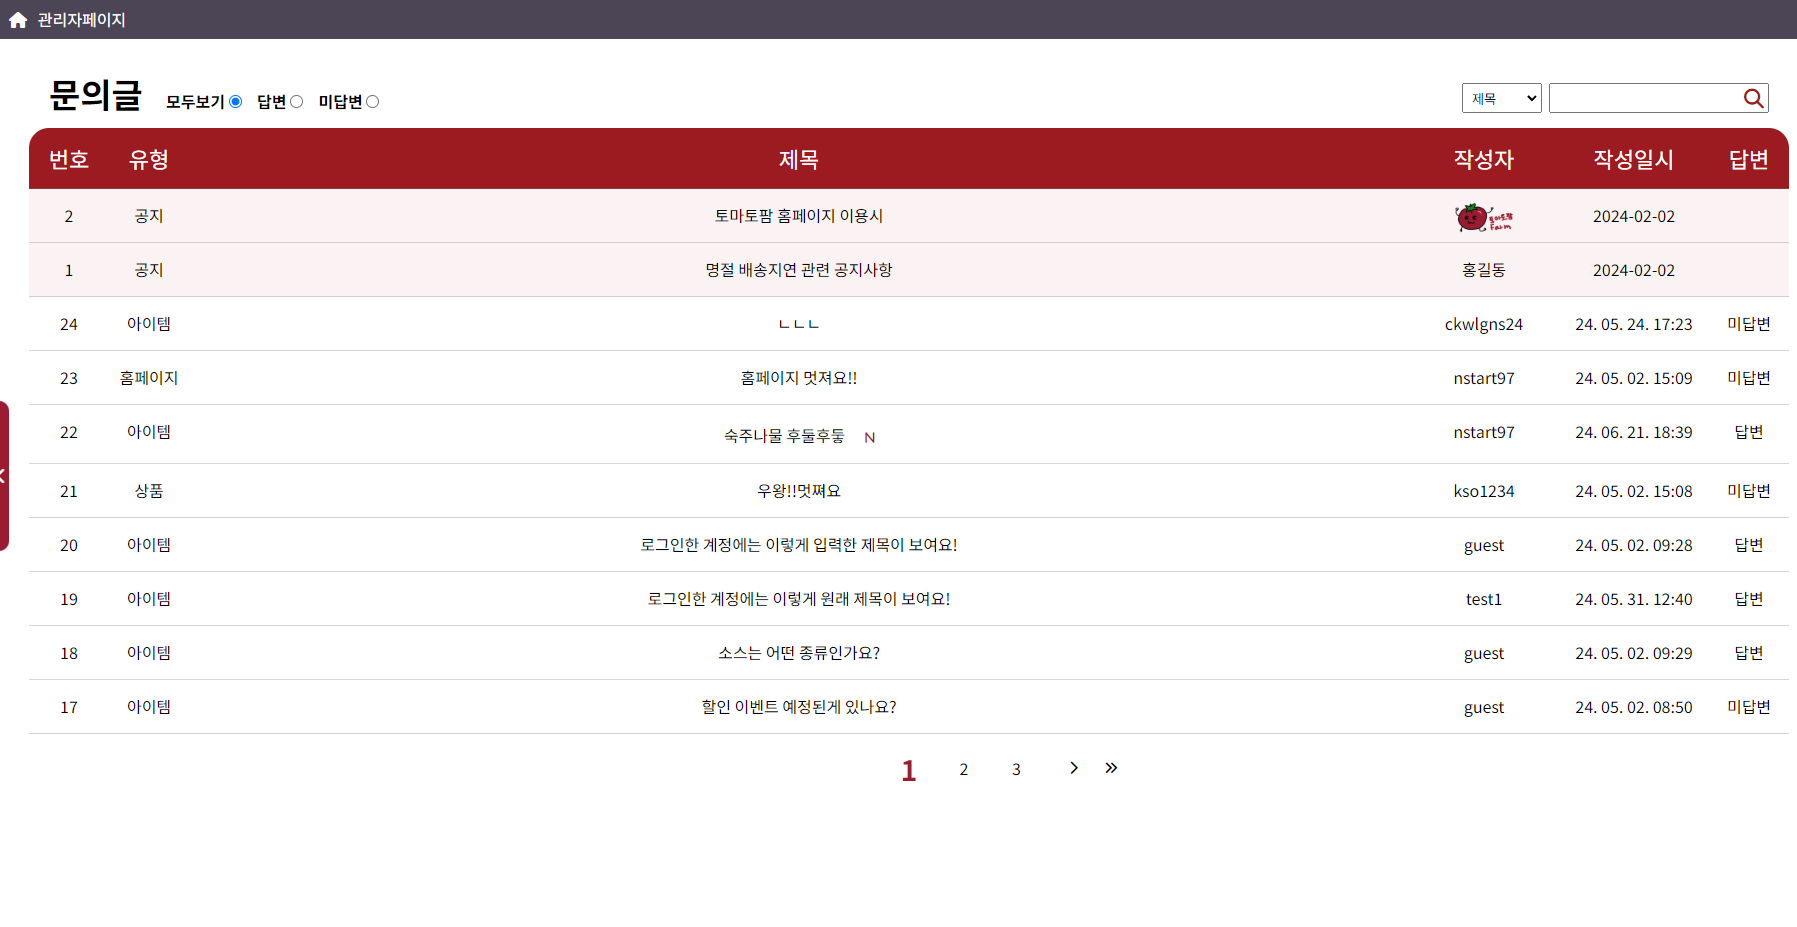 관리자페이지
문의글 모두보기 답변 미답변 제목
번호 유형 제목 작성자 작성일시 답변
2 공지 토마토팜 홈페이지 이용시 토마토팜 Farm 2024-02-02
1 공지 명절 배송지연 관련 공지사항 홍길동 2024-02-02
24 아이템 ㄴㄴㄴ ckwlgns24 24. 05. 24. 17:23 미답변
23 홈페이지 홈페이지 멋져요!! nstart97 24. 05. 02. 15:09 미답변
22 아이템 숙주나물 후둘후둘 N nstart97 24. 06. 21. 18:39 답변
21 상품 우왕!!멋쪄요 kso1234 24. 05. 02. 15:08 미답변
20 아이템 로그인한 계정에는 이렇게 입력한 제목이 보여요! guest 24. 05. 02. 09:28 답변
19 아이템 로그인한 계정에는 이렇게 원래 제목이 보여요! test1 24. 05. 31. 12:40 답변
18 아이템 소스는 어떤 종류인가요? guest 24. 05. 02. 09:29 답변
17 아이템 할인 이벤트 예정된게 있나요? guest 24. 05. 02. 08:50 미답변
1 2 3